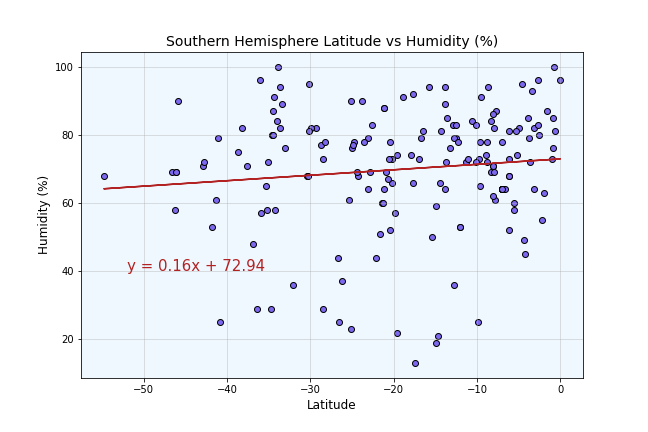 Southern Hemisphere Latitude vs Humidity (%)
100
80
60
40
20
Humidity (%)
y = 0.16x + 72.94
−50 −40 −30 −20 −10 0
Latitude